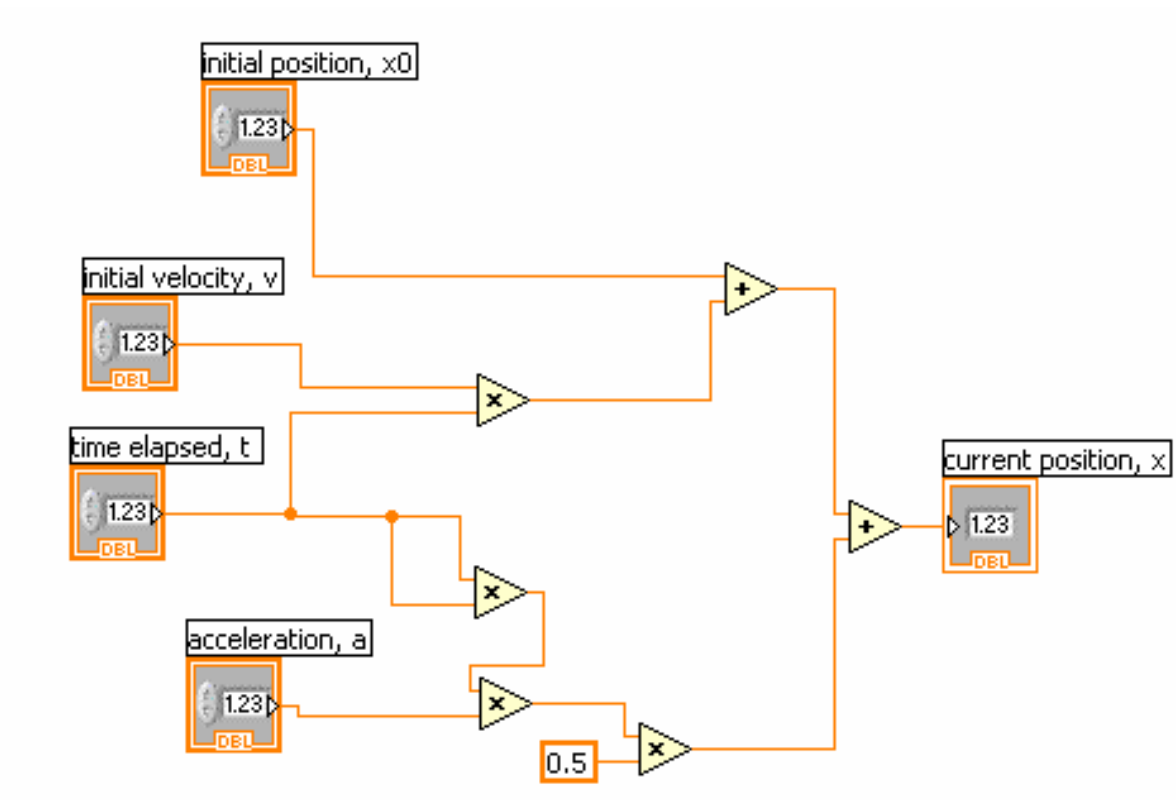 initial position, x0
1.23
DBL
initial velocity, v
1.23
DBL
+
×
time elapsed, t
1.23
DBL
current position, x
1.23
DBL
+
×
acceleration, a
1.23
DBL
×
×
0.5